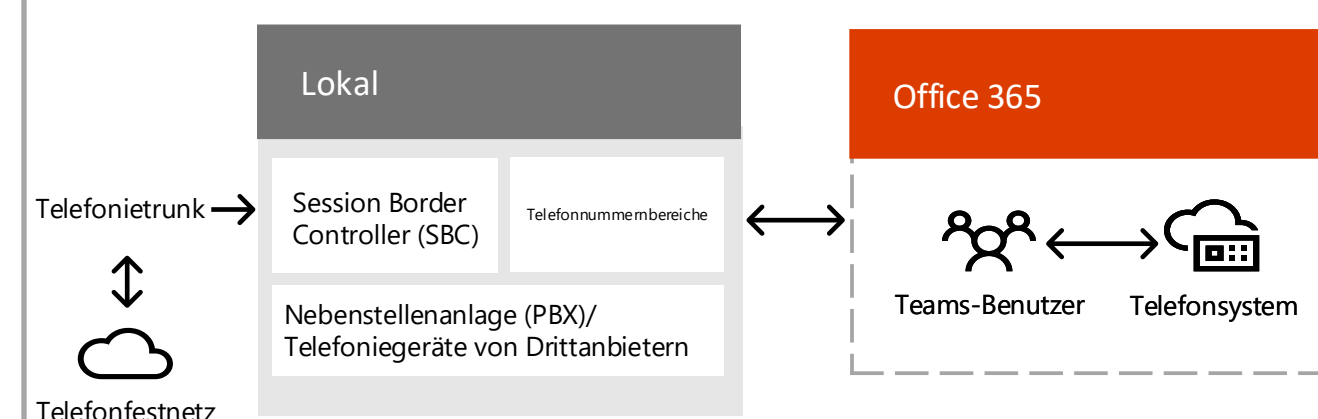 Lokal
Office 365
Telefonietrunk
Session Border
Controller (SBC)
Telefonnummernbereiche
Teams-Benutzer
Telefonsystem
Nebenstellenanlage (PBX)/
Telefoniegeräte von Drittanbietern
Telefonfestnetz